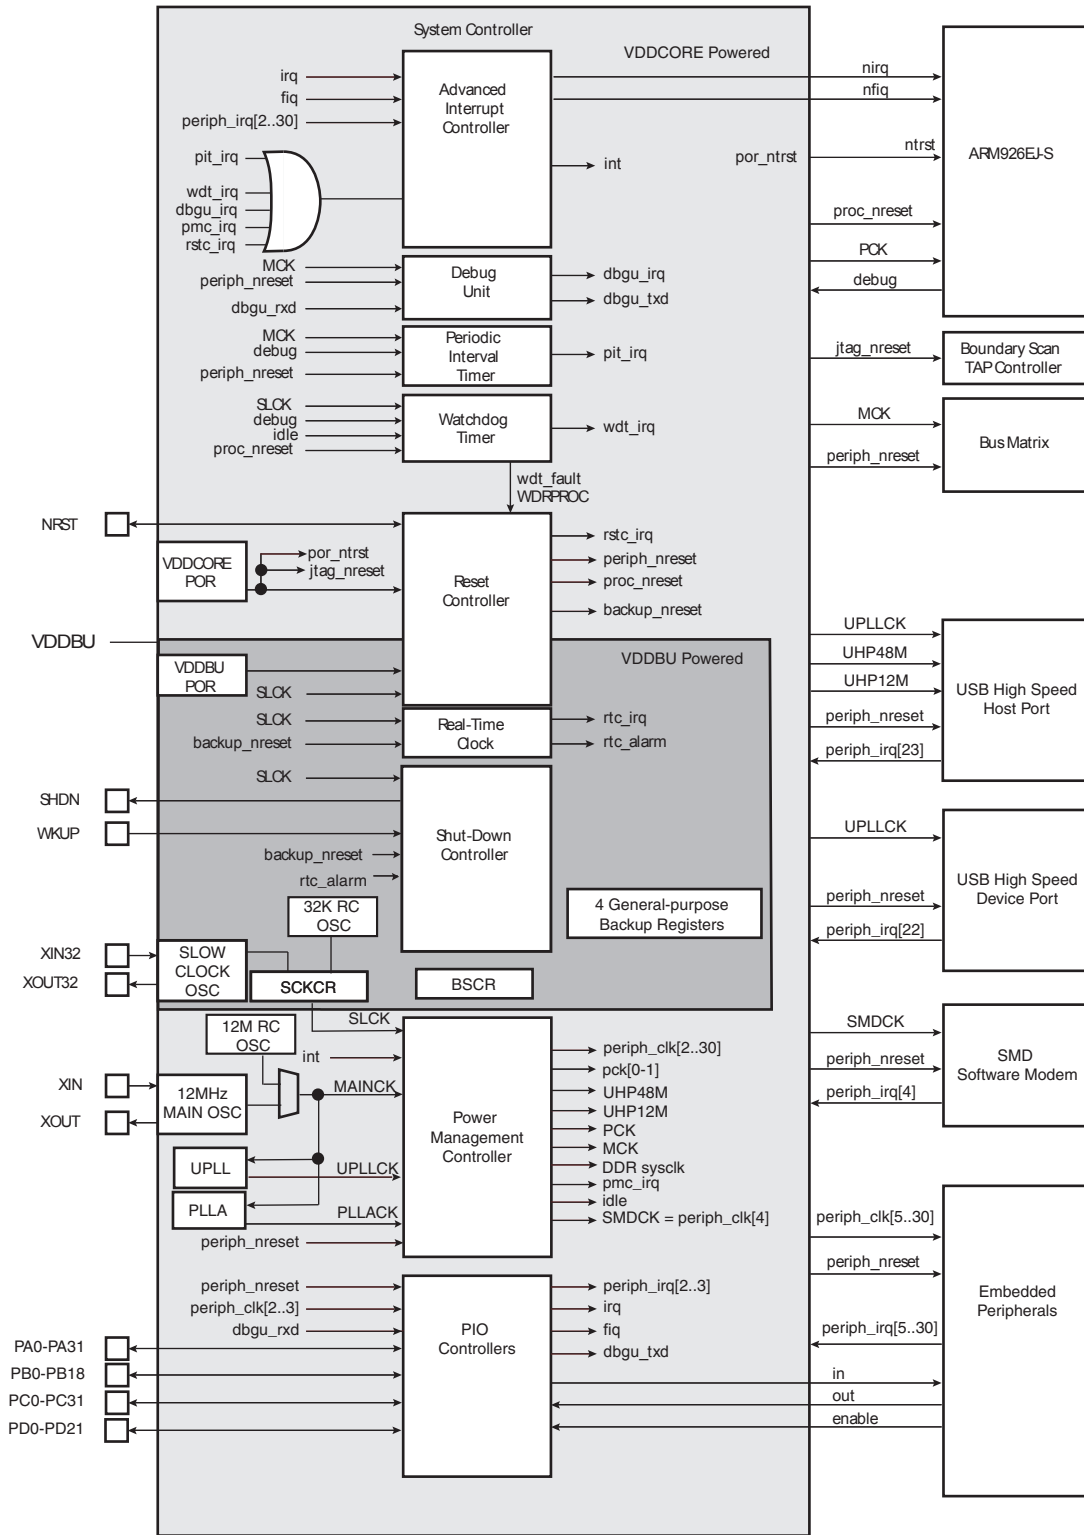 System Controller
VDDCORE Powered
irq
fiq
periph_irq[2..30]
Advanced
Interrupt
Controller
nirq
nfiq
pit_irq
int
por_ntrst
ntrst
ARM926EJ-S
wdt_irq
dbgu_irq
pmc_irq
rstc_irq
proc_nreset
PCK
debug
MCK
periph_nreset
dbgu_rxd
Debug
Unit
dbgu_irq
dbgu_txd
MCK
debug
periph_nreset
Periodic
Interval
Timer
pit_irq
jtag_nreset
Boundary Scan
TAP Controller
SLCK
debug
idle
proc_nreset
Watchdog
Timer
wdt_irq
MCK
periph_nreset
Bus Matrix
wdt_fault
WDRPROC
NRST
VDDCORE
POR
por_ntrst
jtag_nreset
Reset
Controller
rstc_irq
periph_nreset
proc_nreset
backup_nreset
VDDBU
VDDBU Powered
VDDBU
POR
SLCK
UPLLCK
UHP48M
UHP12M
periph_nreset
periph_irq[23]
USB High Speed
Host Port
SLCK
backup_nreset
Real-Time
Clock
rtc_irq
rtc_alarm
SLCK
SHDN
WKUP
backup_nreset
rtc_alarm
Shut-Down
Controller
UPLLCK
periph_nreset
periph_irq[22]
USB High Speed
Device Port
32K RC
OSC
4 General-purpose
Backup Registers
XIN32
XOUT32
SLOW
CLOCK
OSC
SCKCR
BSCR
SLCK
12M RC
OSC
int
XIN
XOUT
12MHz
MAIN OSC
MAINCK
UPLL
UPLLCK
PLLA
PLLACK
periph_nreset
Power
Management
Controller
periph_clk[2..30]
pck[0-1]
UHP48M
UHP12M
PCK
MCK
DDR sysclk
pmc_irq
idle
SMDCK = periph_clk[4]
SMDCK
periph_nreset
periph_irq[4]
SMD
Software Modem
periph_clk[5..30]
periph_nreset
periph_irq[5..30]
in
out
enable
Embedded
Peripherals
periph_nreset
periph_clk[2..3]
dbgu_rxd
PA0-PA31
PB0-PB18
PC0-PC31
PD0-PD21
PIO
Controllers
periph_irq[2..3]
irq
fiq
dbgu_txd